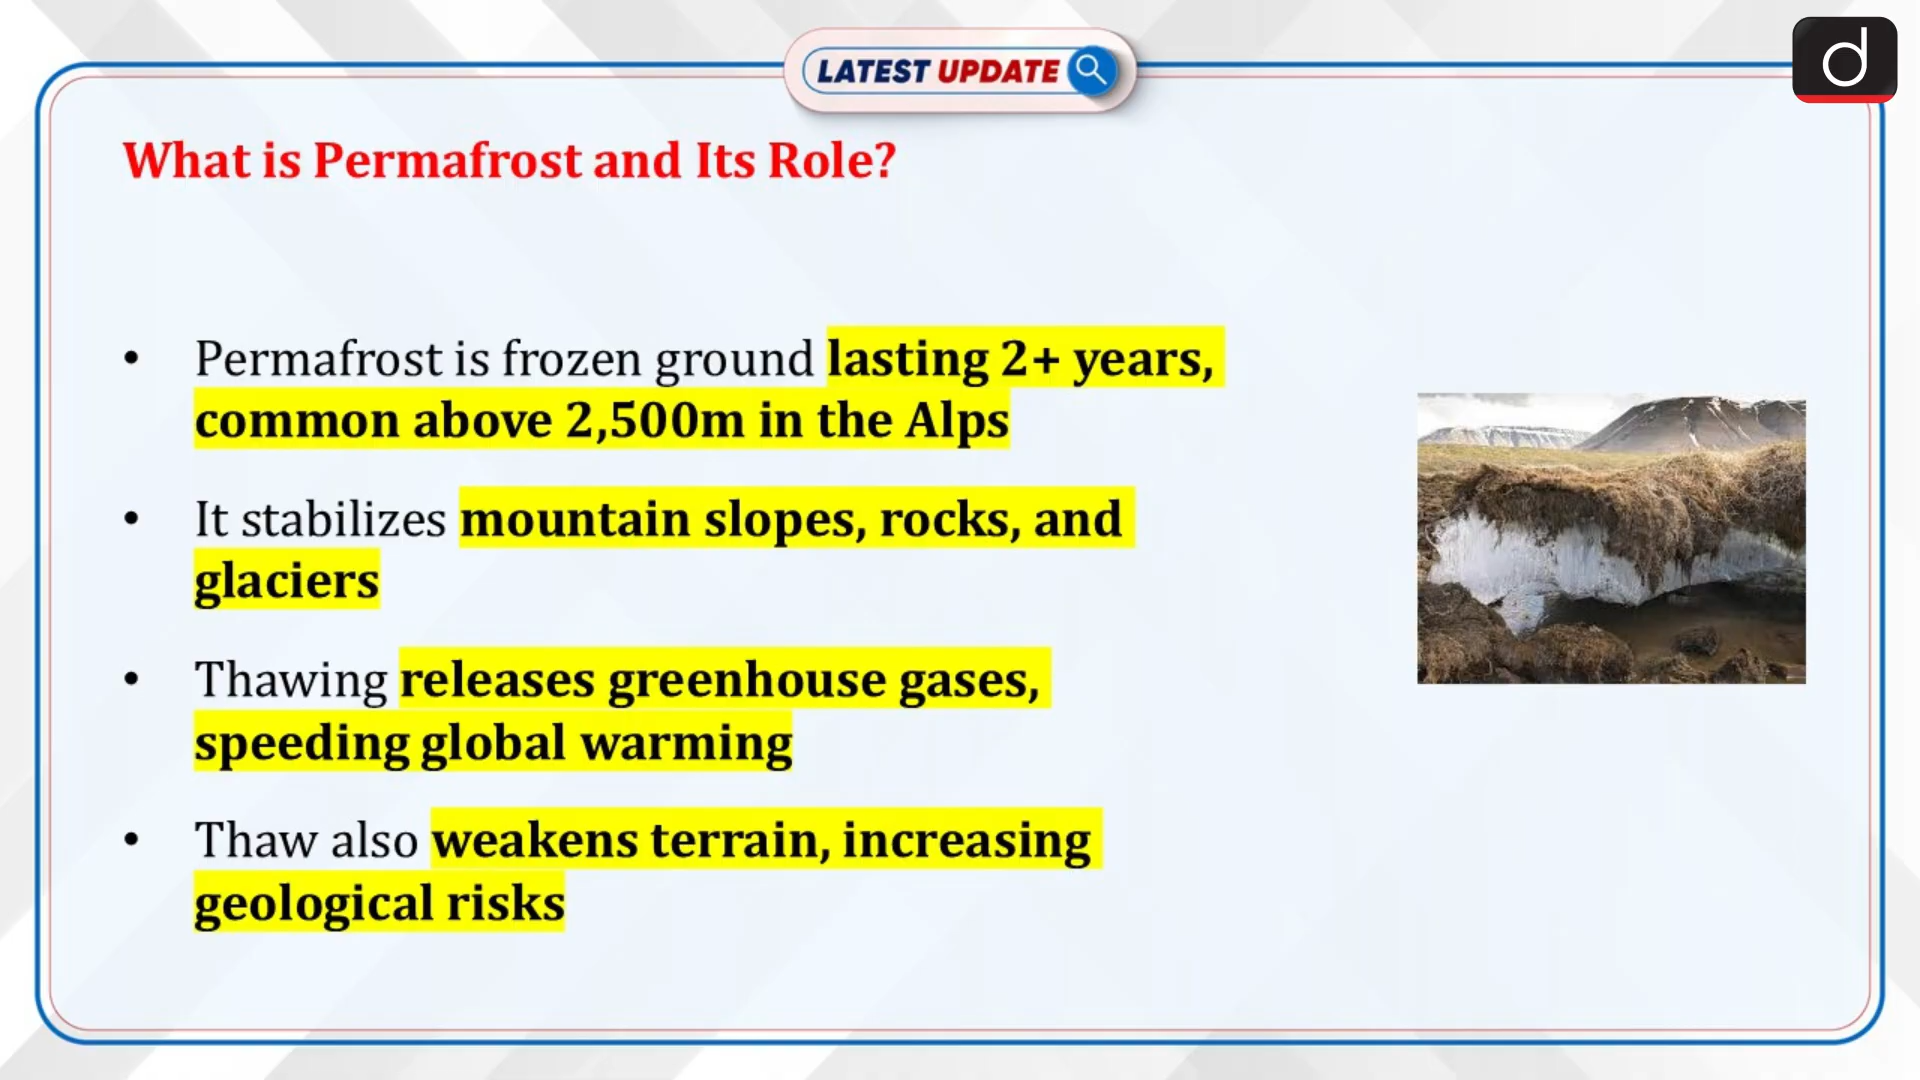 LATEST UPDATE
d
What is Permafrost and Its Role?
• Permafrost is frozen ground lasting 2+ years,
common above 2,500m in the Alps
• It stabilizes mountain slopes, rocks, and
glaciers
• Thawing releases greenhouse gases,
speeding global warming
• Thaw also weakens terrain, increasing
geological risks